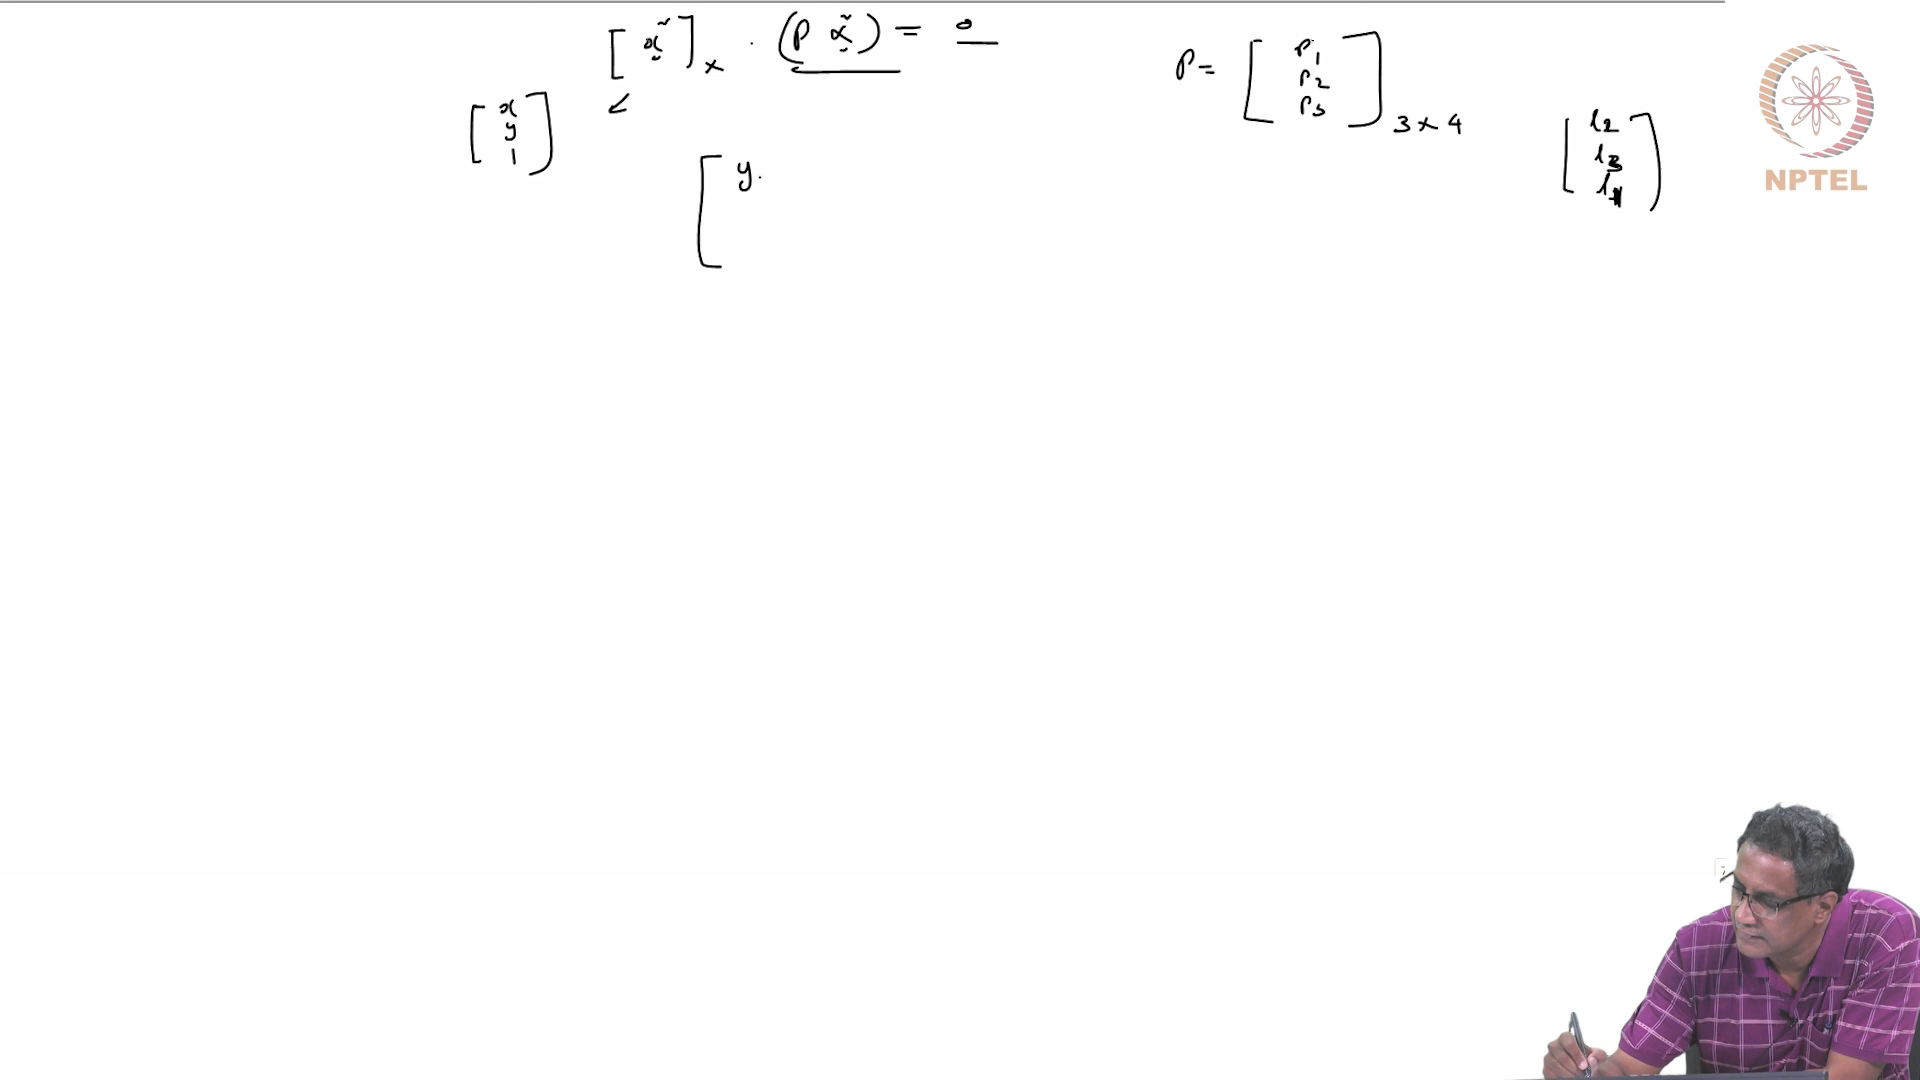 [ x̃ ]ₓ · (P α̃) = 0
P = [ P₁ P₂ P₃ ] 3×4
[ x y 1 ]
[ l₂ l₃ l₄ ]
[ y.
NPTEL